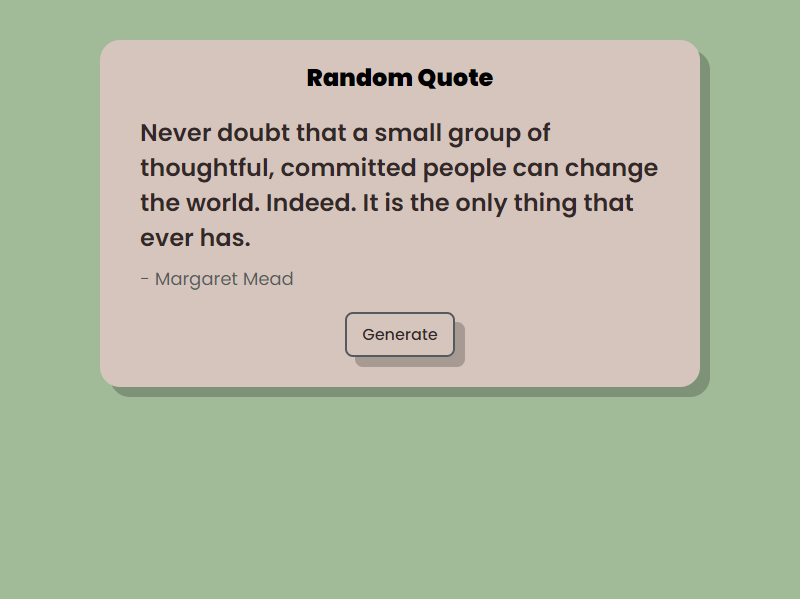 Random Quote
Never doubt that a small group of
thoughtful, committed people can change
the world. Indeed. It is the only thing that
ever has.
- Margaret Mead
Generate